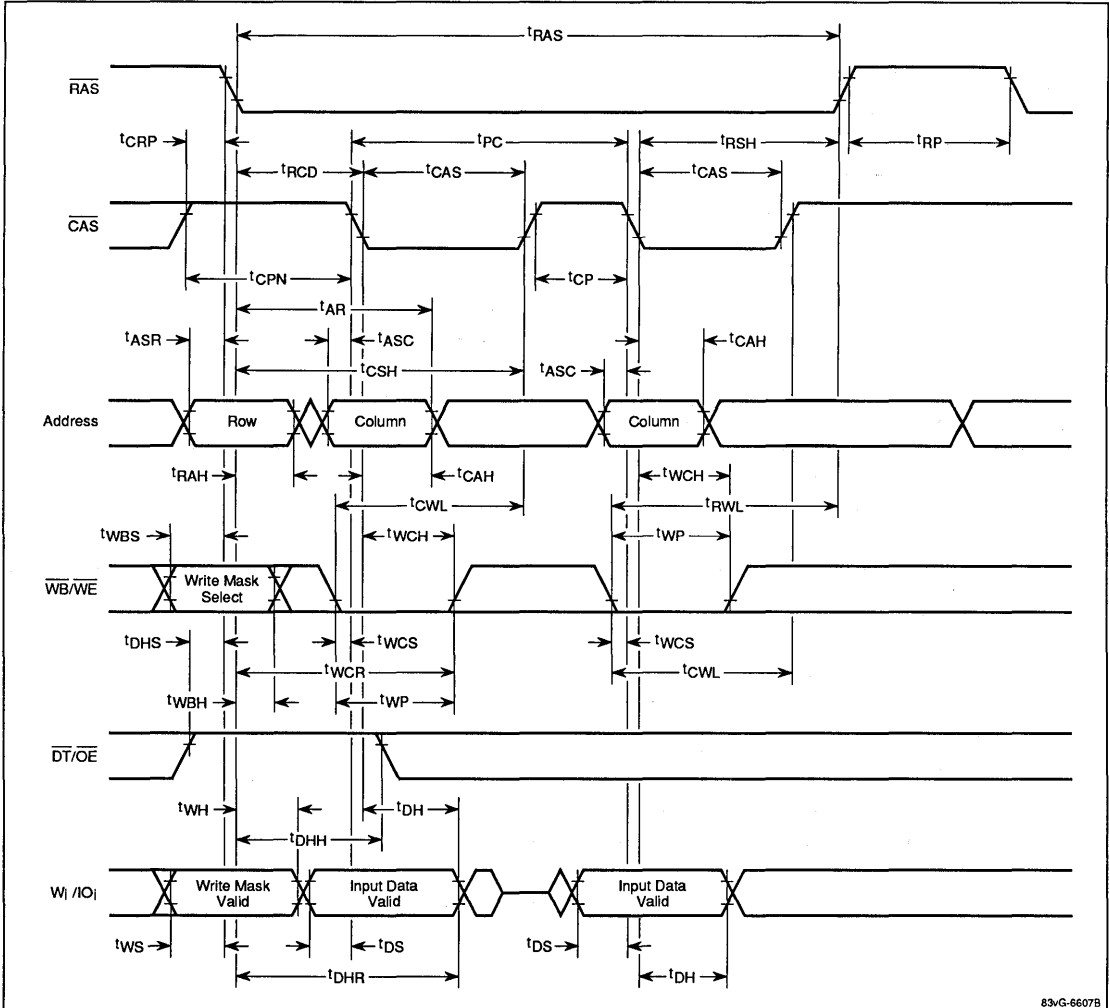 tRAS
RAS
tCRP
tPC
tRSH
tRP
tRCD
tCAS
tCAS
CAS
tCPN
tCP
tAR
tASR
tASC
tCAH
tCSH
tASC
Address
Row
Column
Column
tRAH
tCAH
tWCH
tCWL
tRWL
tWBS
tWCH
tWP
WB/WE
Write Mask
Select
tDHS
tWCS
tWCS
tWCR
tCWL
tWBH
tWP
DT/OE
tWH
tDH
tDHH
Wi /IOi
Write Mask
Valid
Input Data
Valid
Input Data
Valid
tWS
tDS
tDS
tDHR
tDH
83vG-6607B